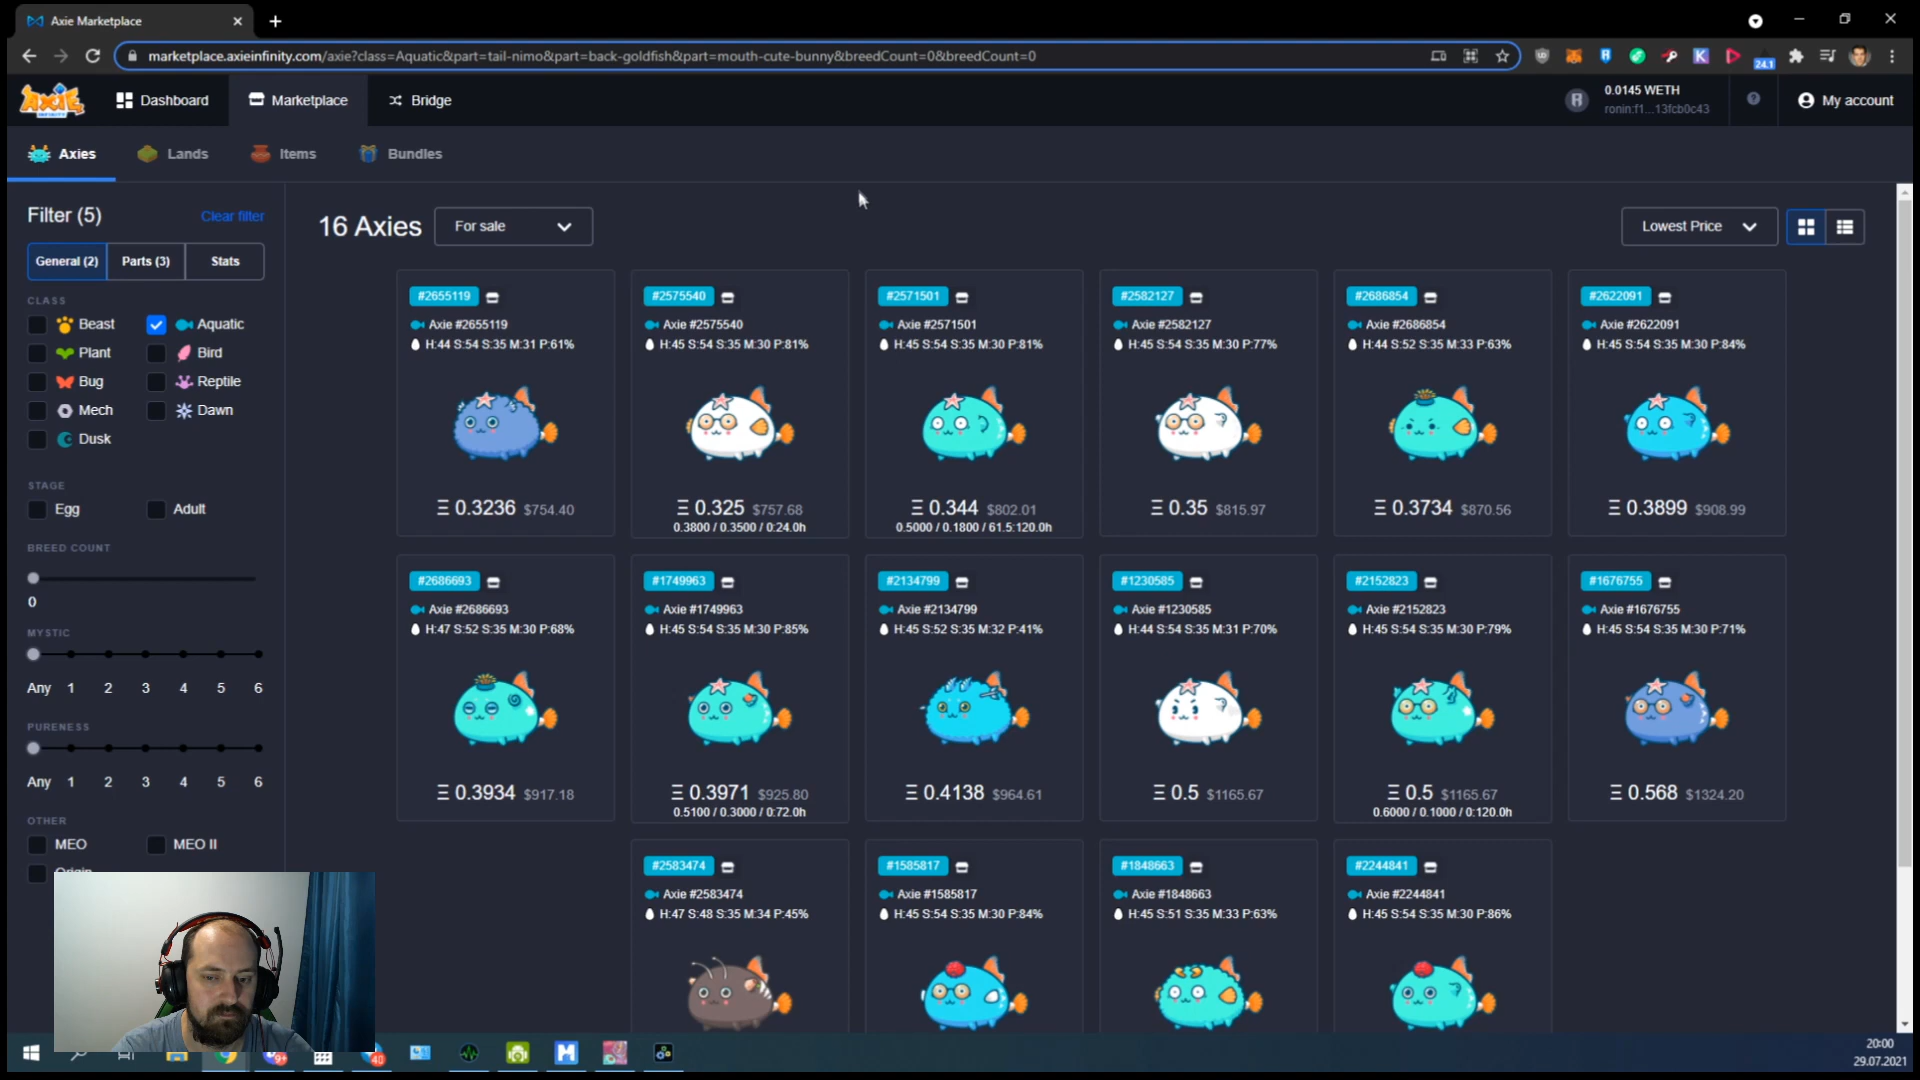 Axie Marketplace
marketplace.axieinfinity.com/axie?class=Aquatic&part=tail-nimo&part=back-goldfish&part=mouth-cute-bunny&breedCount=0&breedCount=0
24.1
AXIE
INFINITY
Dashboard
Marketplace
Bridge
0.0145 WETH
ronin:f1...13fcb0c43
My account
Axies
Lands
Items
Bundles
Filter (5)
Clear filter
General (2)
Parts (3)
Stats
CLASS
Beast
Aquatic
Plant
Bird
Bug
Reptile
Mech
Dawn
Dusk
STAGE
Egg
Adult
BREED COUNT
0
MYSTIC
Any 1 2 3 4 5 6
PURENESS
Any 1 2 3 4 5 6
OTHER
MEO
MEO II
Origin
16 Axies
For sale
Lowest Price
#2655119
Axie #2655119
H:44 S:54 S:35 M:31 P:61%
Ξ 0.3236 $754.40
#2575540
Axie #2575540
H:45 S:54 S:35 M:30 P:81%
Ξ 0.325 $757.68
0.3800 / 0.3500 / 0:24.0h
#2571501
Axie #2571501
H:45 S:54 S:35 M:30 P:81%
Ξ 0.344 $802.01
0.5000 / 0.1800 / 61.5:120.0h
#2582127
Axie #2582127
H:45 S:54 S:35 M:30 P:77%
Ξ 0.35 $815.97
#2686854
Axie #2686854
H:44 S:52 S:35 M:33 P:63%
Ξ 0.3734 $870.56
#2622091
Axie #2622091
H:45 S:54 S:35 M:30 P:84%
Ξ 0.3899 $908.99
#2686693
Axie #2686693
H:47 S:52 S:35 M:30 P:68%
Ξ 0.3934 $917.18
#1749963
Axie #1749963
H:45 S:54 S:35 M:30 P:85%
Ξ 0.3971 $925.80
0.5100 / 0.3000 / 0:72.0h
#2134799
Axie #2134799
H:45 S:52 S:35 M:32 P:41%
Ξ 0.4138 $964.61
#1230585
Axie #1230585
H:44 S:54 S:35 M:31 P:70%
Ξ 0.5 $1165.67
#2152823
Axie #2152823
H:45 S:54 S:35 M:30 P:79%
Ξ 0.5 $1165.67
0.6000 / 0.1000 / 0:120.0h
#1676755
Axie #1676755
H:45 S:54 S:35 M:30 P:71%
Ξ 0.568 $1324.20
#2583474
Axie #2583474
H:47 S:48 S:35 M:34 P:45%
#1585817
Axie #1585817
H:45 S:54 S:35 M:30 P:84%
#1848663
Axie #1848663
H:45 S:51 S:35 M:33 P:63%
#2244841
Axie #2244841
H:45 S:54 S:35 M:30 P:86%
9+
40
20:00
29.07.2021